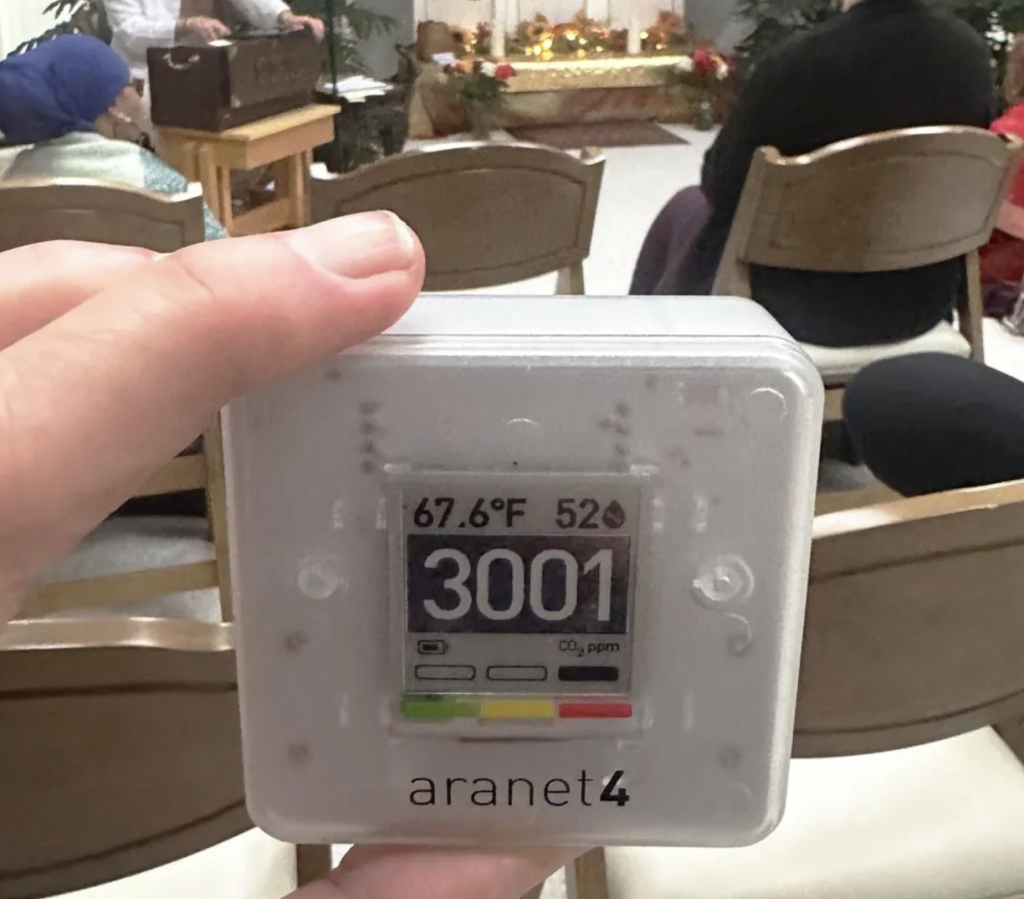 67.6°F 52
3001
CO₂ ppm
aranet4